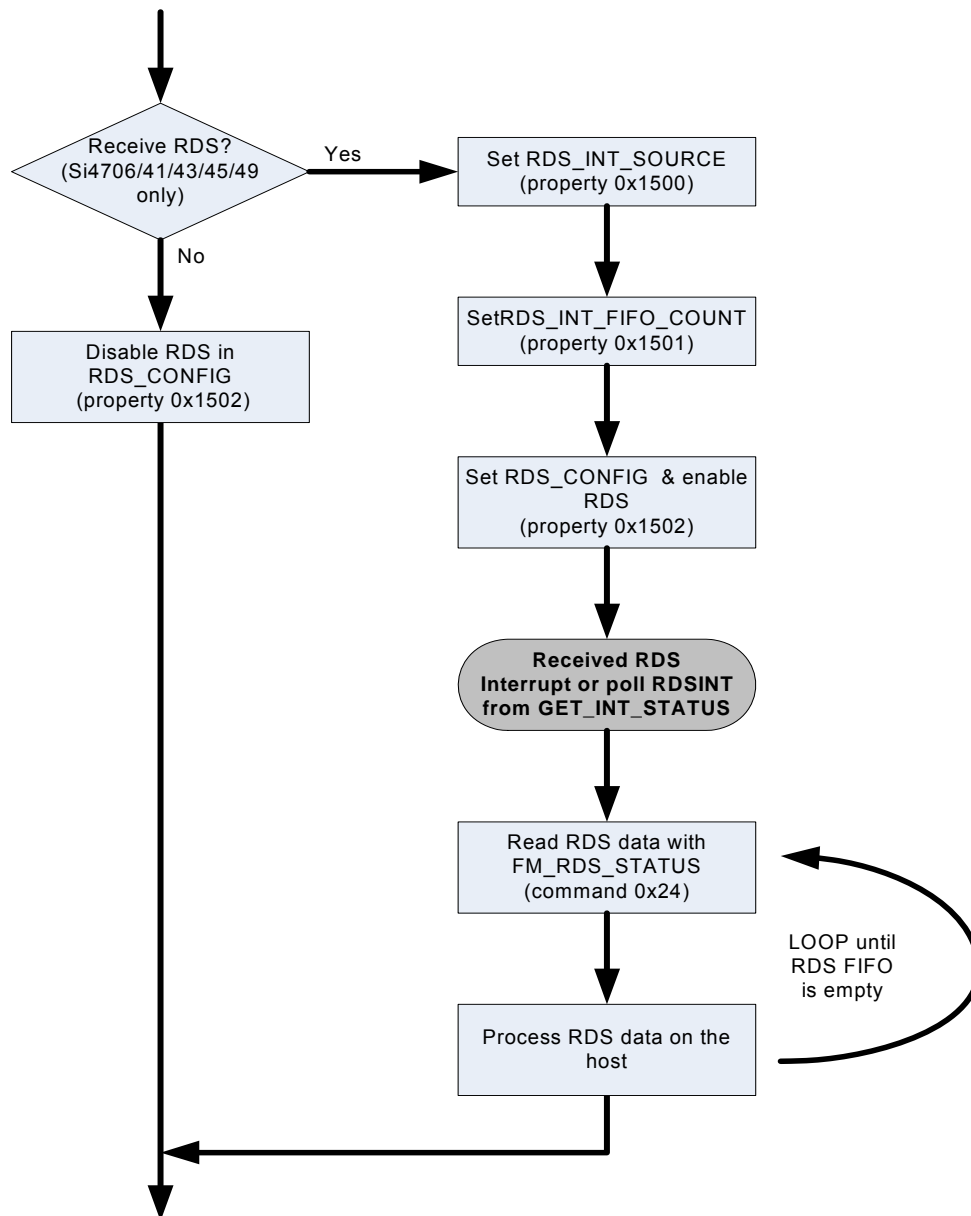 Receive RDS?
(Si4706/41/43/45/49
only)
Yes
No
Disable RDS in
RDS_CONFIG
(property 0x1502)
Set RDS_INT_SOURCE
(property 0x1500)
SetRDS_INT_FIFO_COUNT
(property 0x1501)
Set RDS_CONFIG & enable
RDS
(property 0x1502)
Received RDS
Interrupt or poll RDSINT
from GET_INT_STATUS
Read RDS data with
FM_RDS_STATUS
(command 0x24)
LOOP until
RDS FIFO
is empty
Process RDS data on the
host